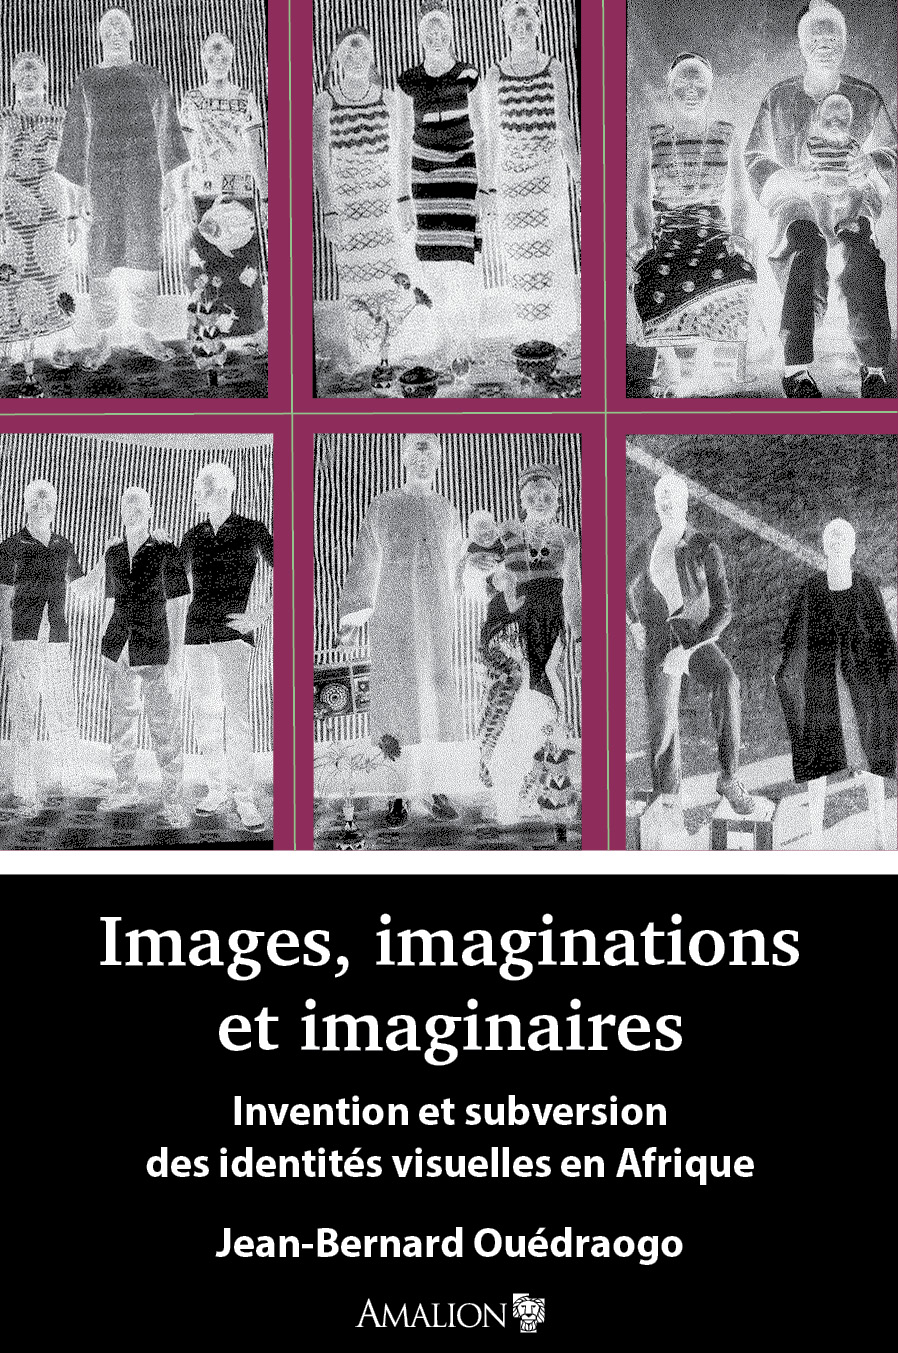 Images, imaginations
et imaginaires
Invention et subversion
des identités visuelles en Afrique
Jean-Bernard Ouédraogo
AMALION